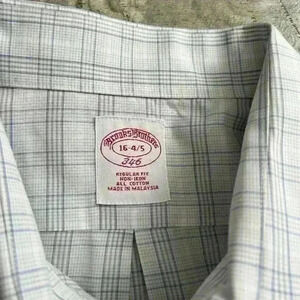 Brooks Brothers
16-4/5
346
REGULAR FIT
NON-IRON
ALL COTTON
MADE IN MALAYSIA